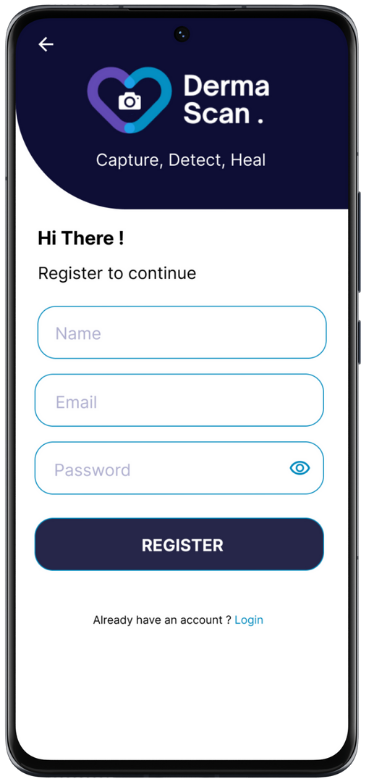 Derma
Scan .
Capture, Detect, Heal
Hi There !
Register to continue
Name
Email
Password
REGISTER
Already have an account ? Login